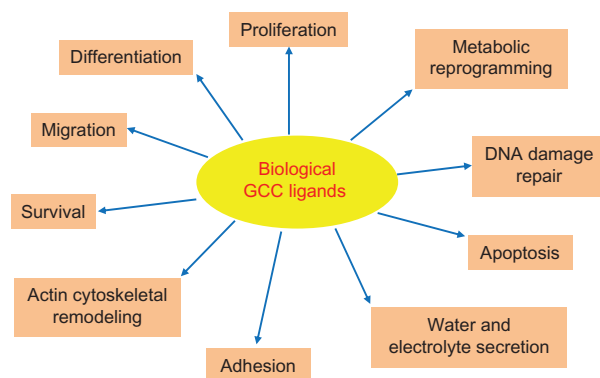 Proliferation
Differentiation
Metabolic
reprogramming
Migration
Biological
GCC ligands
DNA damage
repair
Survival
Apoptosis
Actin cytoskeletal
remodeling
Water and
electrolyte secretion
Adhesion